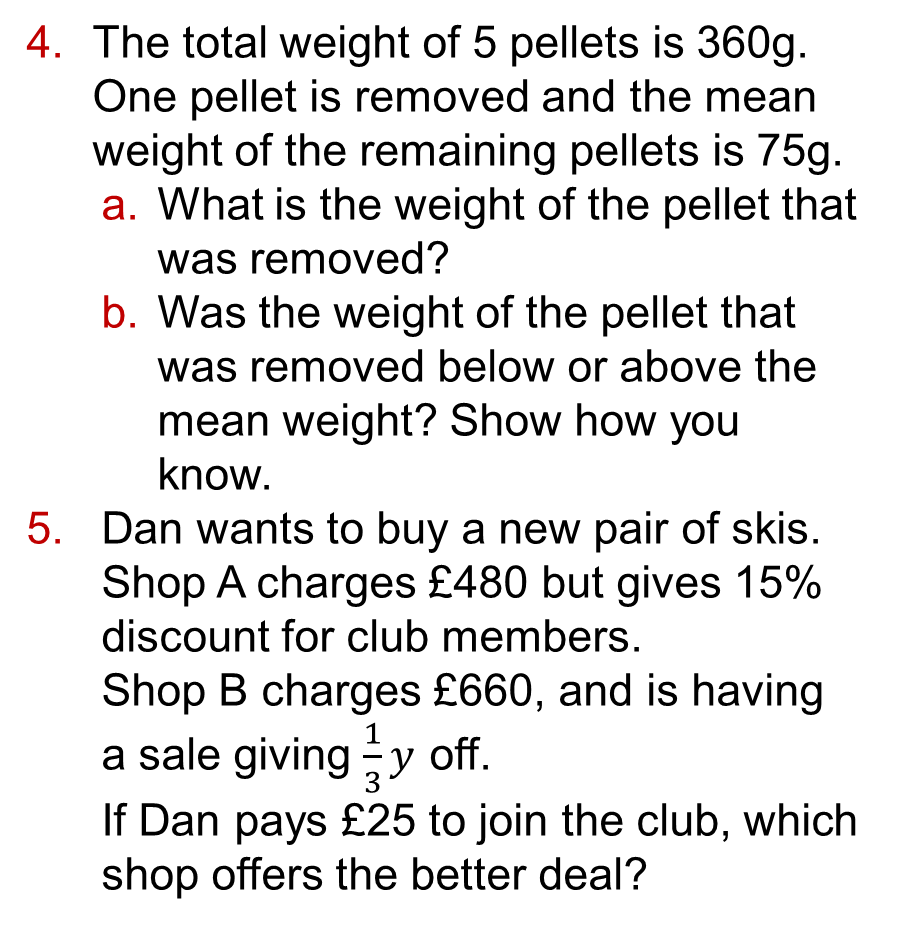 4. The total weight of 5 pellets is 360g.
One pellet is removed and the mean
weight of the remaining pellets is 75g.
a. What is the weight of the pellet that
was removed?
b. Was the weight of the pellet that
was removed below or above the
mean weight? Show how you
know.
5. Dan wants to buy a new pair of skis.
Shop A charges £480 but gives 15%
discount for club members.
Shop B charges £660, and is having
a sale giving 1/3 y off.
If Dan pays £25 to join the club, which
shop offers the better deal?